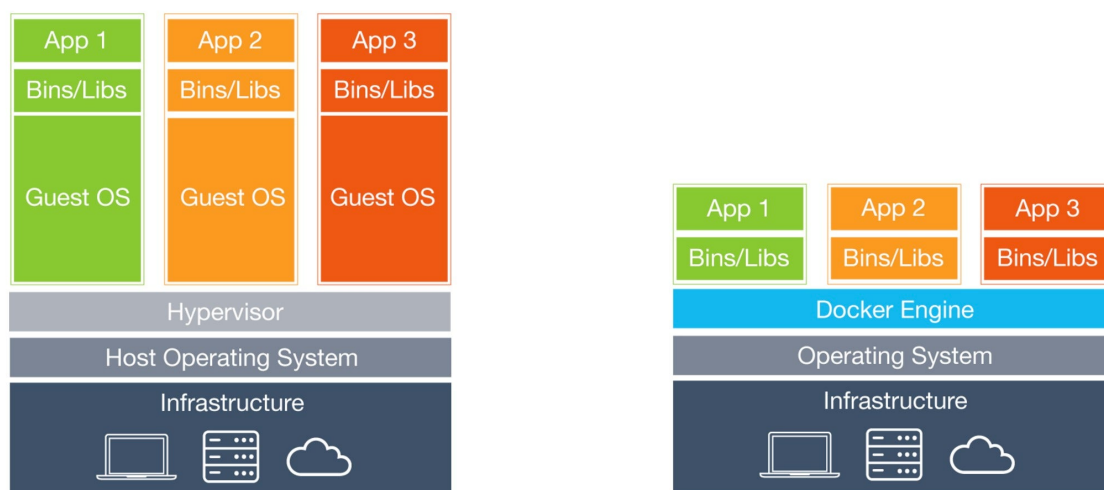 App 1
App 2
App 3
Bins/Libs
Bins/Libs
Bins/Libs
Guest OS
Guest OS
Guest OS
Hypervisor
Host Operating System
Infrastructure
App 1
App 2
App 3
Bins/Libs
Bins/Libs
Bins/Libs
Docker Engine
Operating System
Infrastructure